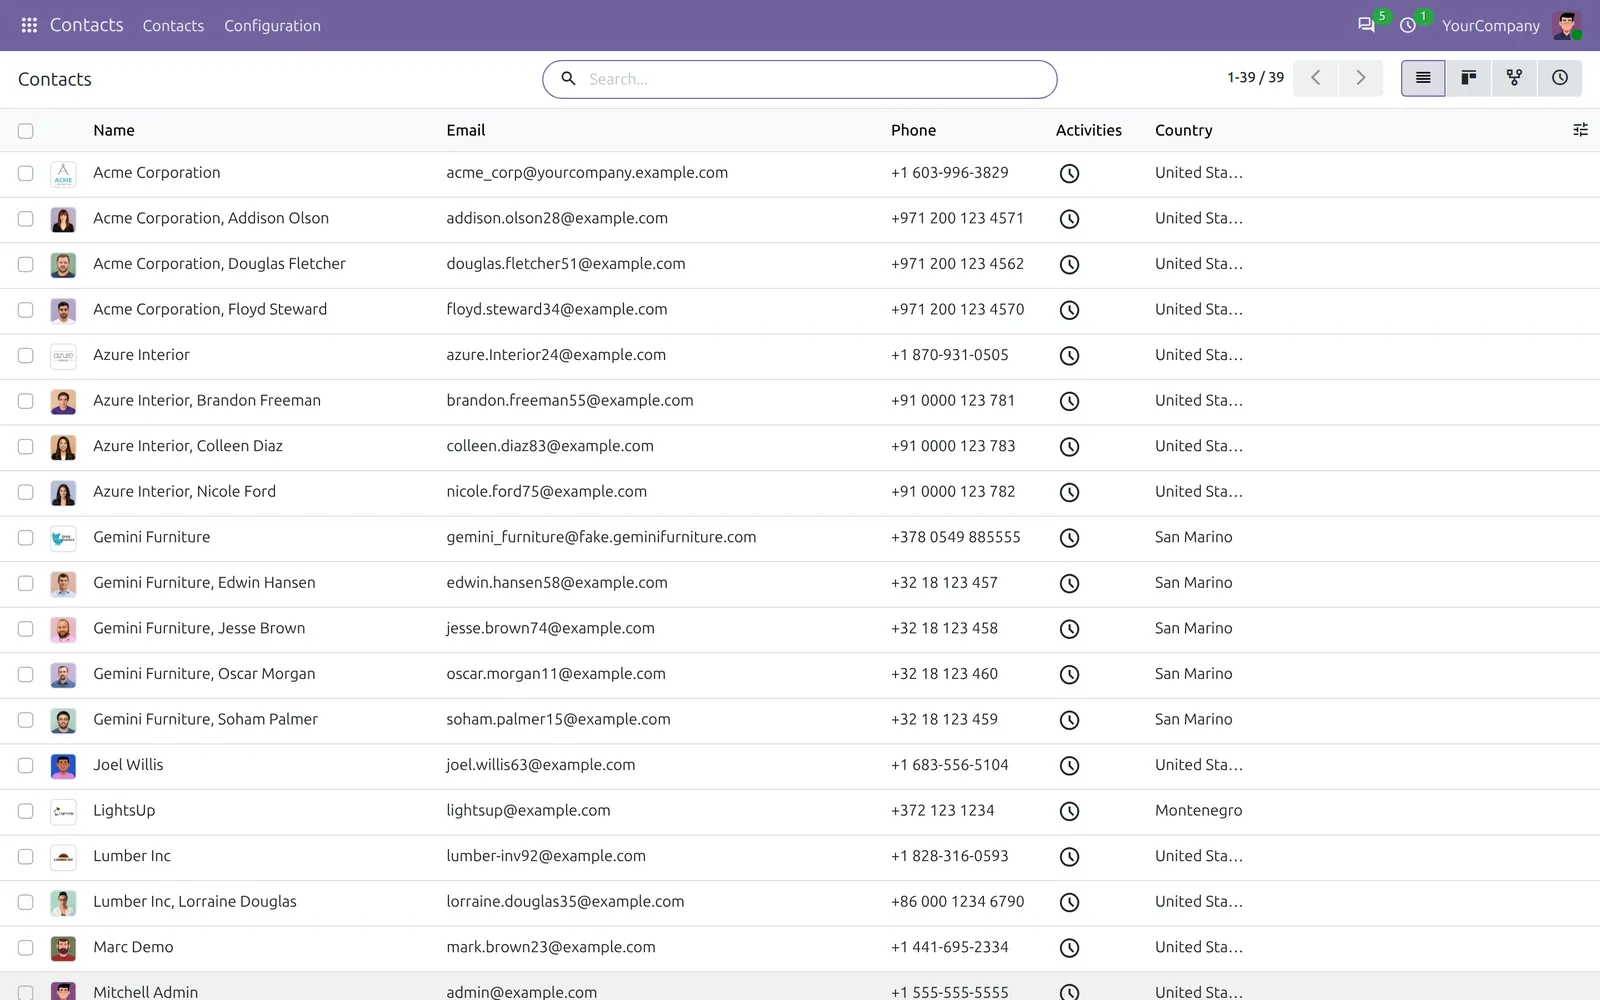 Contacts Contacts Configuration 5 1 YourCompany
Contacts Search... 1-39 / 39
Name Email Phone Activities Country
ACME Acme Corporation acme_corp@yourcompany.example.com +1 603-996-3829 United Sta...
Acme Corporation, Addison Olson addison.olson28@example.com +971 200 123 4571 United Sta...
Acme Corporation, Douglas Fletcher douglas.fletcher51@example.com +971 200 123 4562 United Sta...
Acme Corporation, Floyd Steward floyd.steward34@example.com +971 200 123 4570 United Sta...
azure Azure Interior azure.Interior24@example.com +1 870-931-0505 United Sta...
Azure Interior, Brandon Freeman brandon.freeman55@example.com +91 0000 123 781 United Sta...
Azure Interior, Colleen Diaz colleen.diaz83@example.com +91 0000 123 783 United Sta...
Azure Interior, Nicole Ford nicole.ford75@example.com +91 0000 123 782 United Sta...
Gemini Furniture gemini_furniture@fake.geminifurniture.com +378 0549 885555 San Marino
Gemini Furniture, Edwin Hansen edwin.hansen58@example.com +32 18 123 457 San Marino
Gemini Furniture, Jesse Brown jesse.brown74@example.com +32 18 123 458 San Marino
Gemini Furniture, Oscar Morgan oscar.morgan11@example.com +32 18 123 460 San Marino
Gemini Furniture, Soham Palmer soham.palmer15@example.com +32 18 123 459 San Marino
Joel Willis joel.willis63@example.com +1 683-556-5104 United Sta...
LightsUp lightsup@example.com +372 123 1234 Montenegro
Lumber Inc lumber-inv92@example.com +1 828-316-0593 United Sta...
Lumber Inc, Lorraine Douglas lorraine.douglas35@example.com +86 000 1234 6790 United Sta...
Marc Demo mark.brown23@example.com +1 441-695-2334 United Sta...
Mitchell Admin admin@example.com +1 555-555-5555 United Sta...